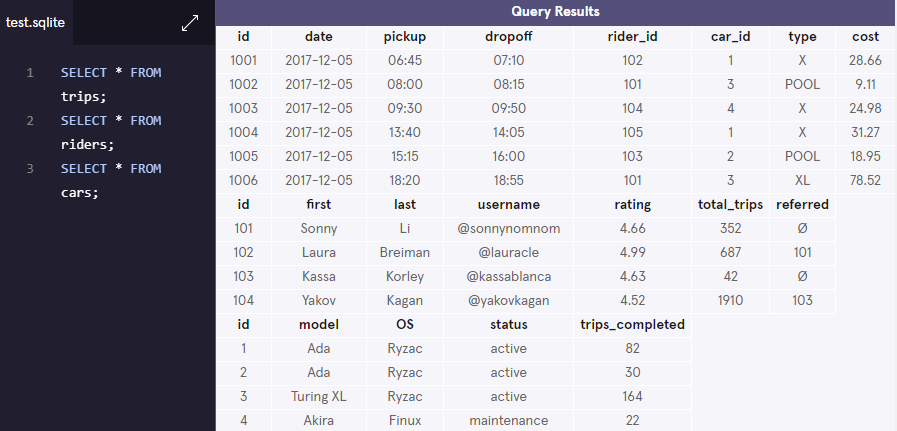 test.sqlite
1 SELECT * FROM
trips;
2 SELECT * FROM
riders;
3 SELECT * FROM
cars;
Query Results
id date pickup dropoff rider_id car_id type cost
1001 2017-12-05 06:45 07:10 102 1 X 28.66
1002 2017-12-05 08:00 08:15 101 3 POOL 9.11
1003 2017-12-05 09:30 09:50 104 4 X 24.98
1004 2017-12-05 13:40 14:05 105 1 X 31.27
1005 2017-12-05 15:15 16:00 103 2 POOL 18.95
1006 2017-12-05 18:20 18:55 101 3 XL 78.52
id first last username rating total_trips referred
101 Sonny Li @sonnynomnom 4.66 352 Ø
102 Laura Breiman @lauracle 4.99 687 101
103 Kassa Korley @kassablanca 4.63 42 Ø
104 Yakov Kagan @yakovkagan 4.52 1910 103
id model OS status trips_completed
1 Ada Ryzac active 82
2 Ada Ryzac active 30
3 Turing XL Ryzac active 164
4 Akira Finux maintenance 22